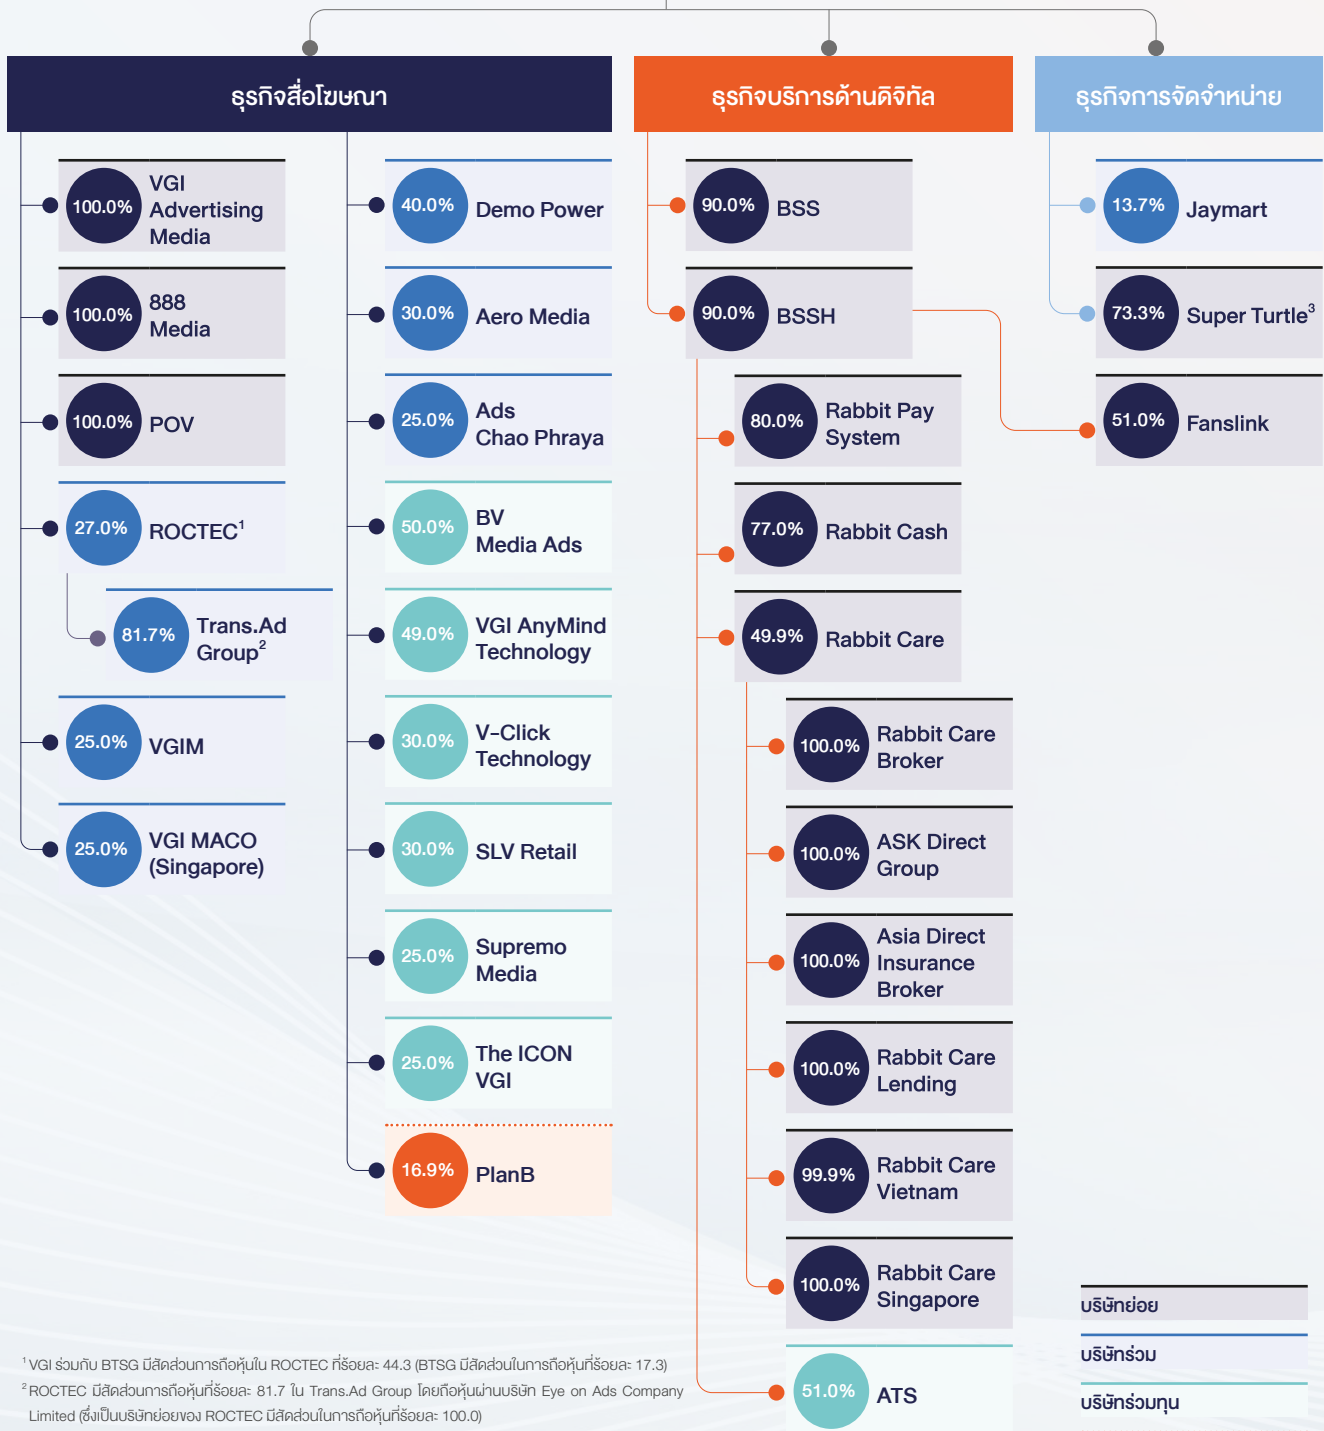 ธุรกิจสื่อโฆษณา
100.0%
VGI
Advertising
Media
100.0%
888
Media
100.0%
POV
27.0%
ROCTEC¹
81.7%
Trans.Ad
Group²
25.0%
VGIM
25.0%
VGI MACO
(Singapore)
40.0%
Demo Power
30.0%
Aero Media
25.0%
Ads
Chao Phraya
50.0%
BV
Media Ads
49.0%
VGI AnyMind
Technology
30.0%
V-Click
Technology
30.0%
SLV Retail
25.0%
Supremo
Media
25.0%
The ICON
VGI
16.9%
PlanB
ธุรกิจบริการด้านดิจิทัล
90.0%
BSS
90.0%
BSSH
80.0%
Rabbit Pay
System
77.0%
Rabbit Cash
49.9%
Rabbit Care
100.0%
Rabbit Care
Broker
100.0%
ASK Direct
Group
100.0%
Asia Direct
Insurance
Broker
100.0%
Rabbit Care
Lending
99.9%
Rabbit Care
Vietnam
100.0%
Rabbit Care
Singapore
51.0%
ATS
ธุรกิจการจัดจำหน่าย
13.7%
Jaymart
73.3%
Super Turtle³
51.0%
Fanslink
บริษัทย่อย
บริษัทร่วม
บริษัทร่วมทุน
¹ VGI ร่วมกับ BTSG มีสัดส่วนการถือหุ้นใน ROCTEC ที่ร้อยละ 44.3 (BTSG มีสัดส่วนในการถือหุ้นที่ร้อยละ 17.3)
² ROCTEC มีสัดส่วนการถือหุ้นที่ร้อยละ 81.7 ใน Trans.Ad Group โดยถือหุ้นผ่านบริษัท Eye on Ads Company
Limited (ซึ่งเป็นบริษัทย่อยของ ROCTEC มีสัดส่วนในการถือหุ้นที่ร้อยละ 100.0)